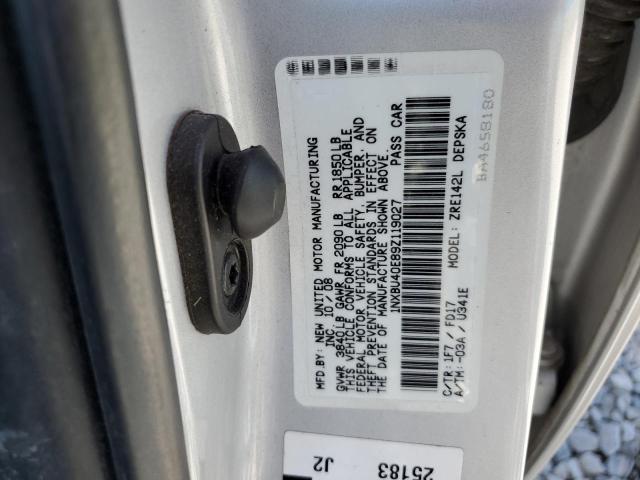 MFD.BY: NEW UNITED MOTOR MANUFACTURING
INC. 10/08
GVWR 3840LB GAWR FR 2090LB RR 1850LB
THIS VEHICLE CONFORMS TO ALL APPLICABLE
FEDERAL MOTOR VEHICLE SAFETY, BUMPER, AND
THEFT PREVENTION STANDARDS IN EFFECT ON
THE DATE OF MANUFACTURE SHOWN ABOVE.
1NXBU40E89Z119027 PASS CAR
MODEL: ZRE142L DEPSKA
C/TR: 1F7 / FD17
A/TM: -03A / U341E
BA4658180
25183
J2